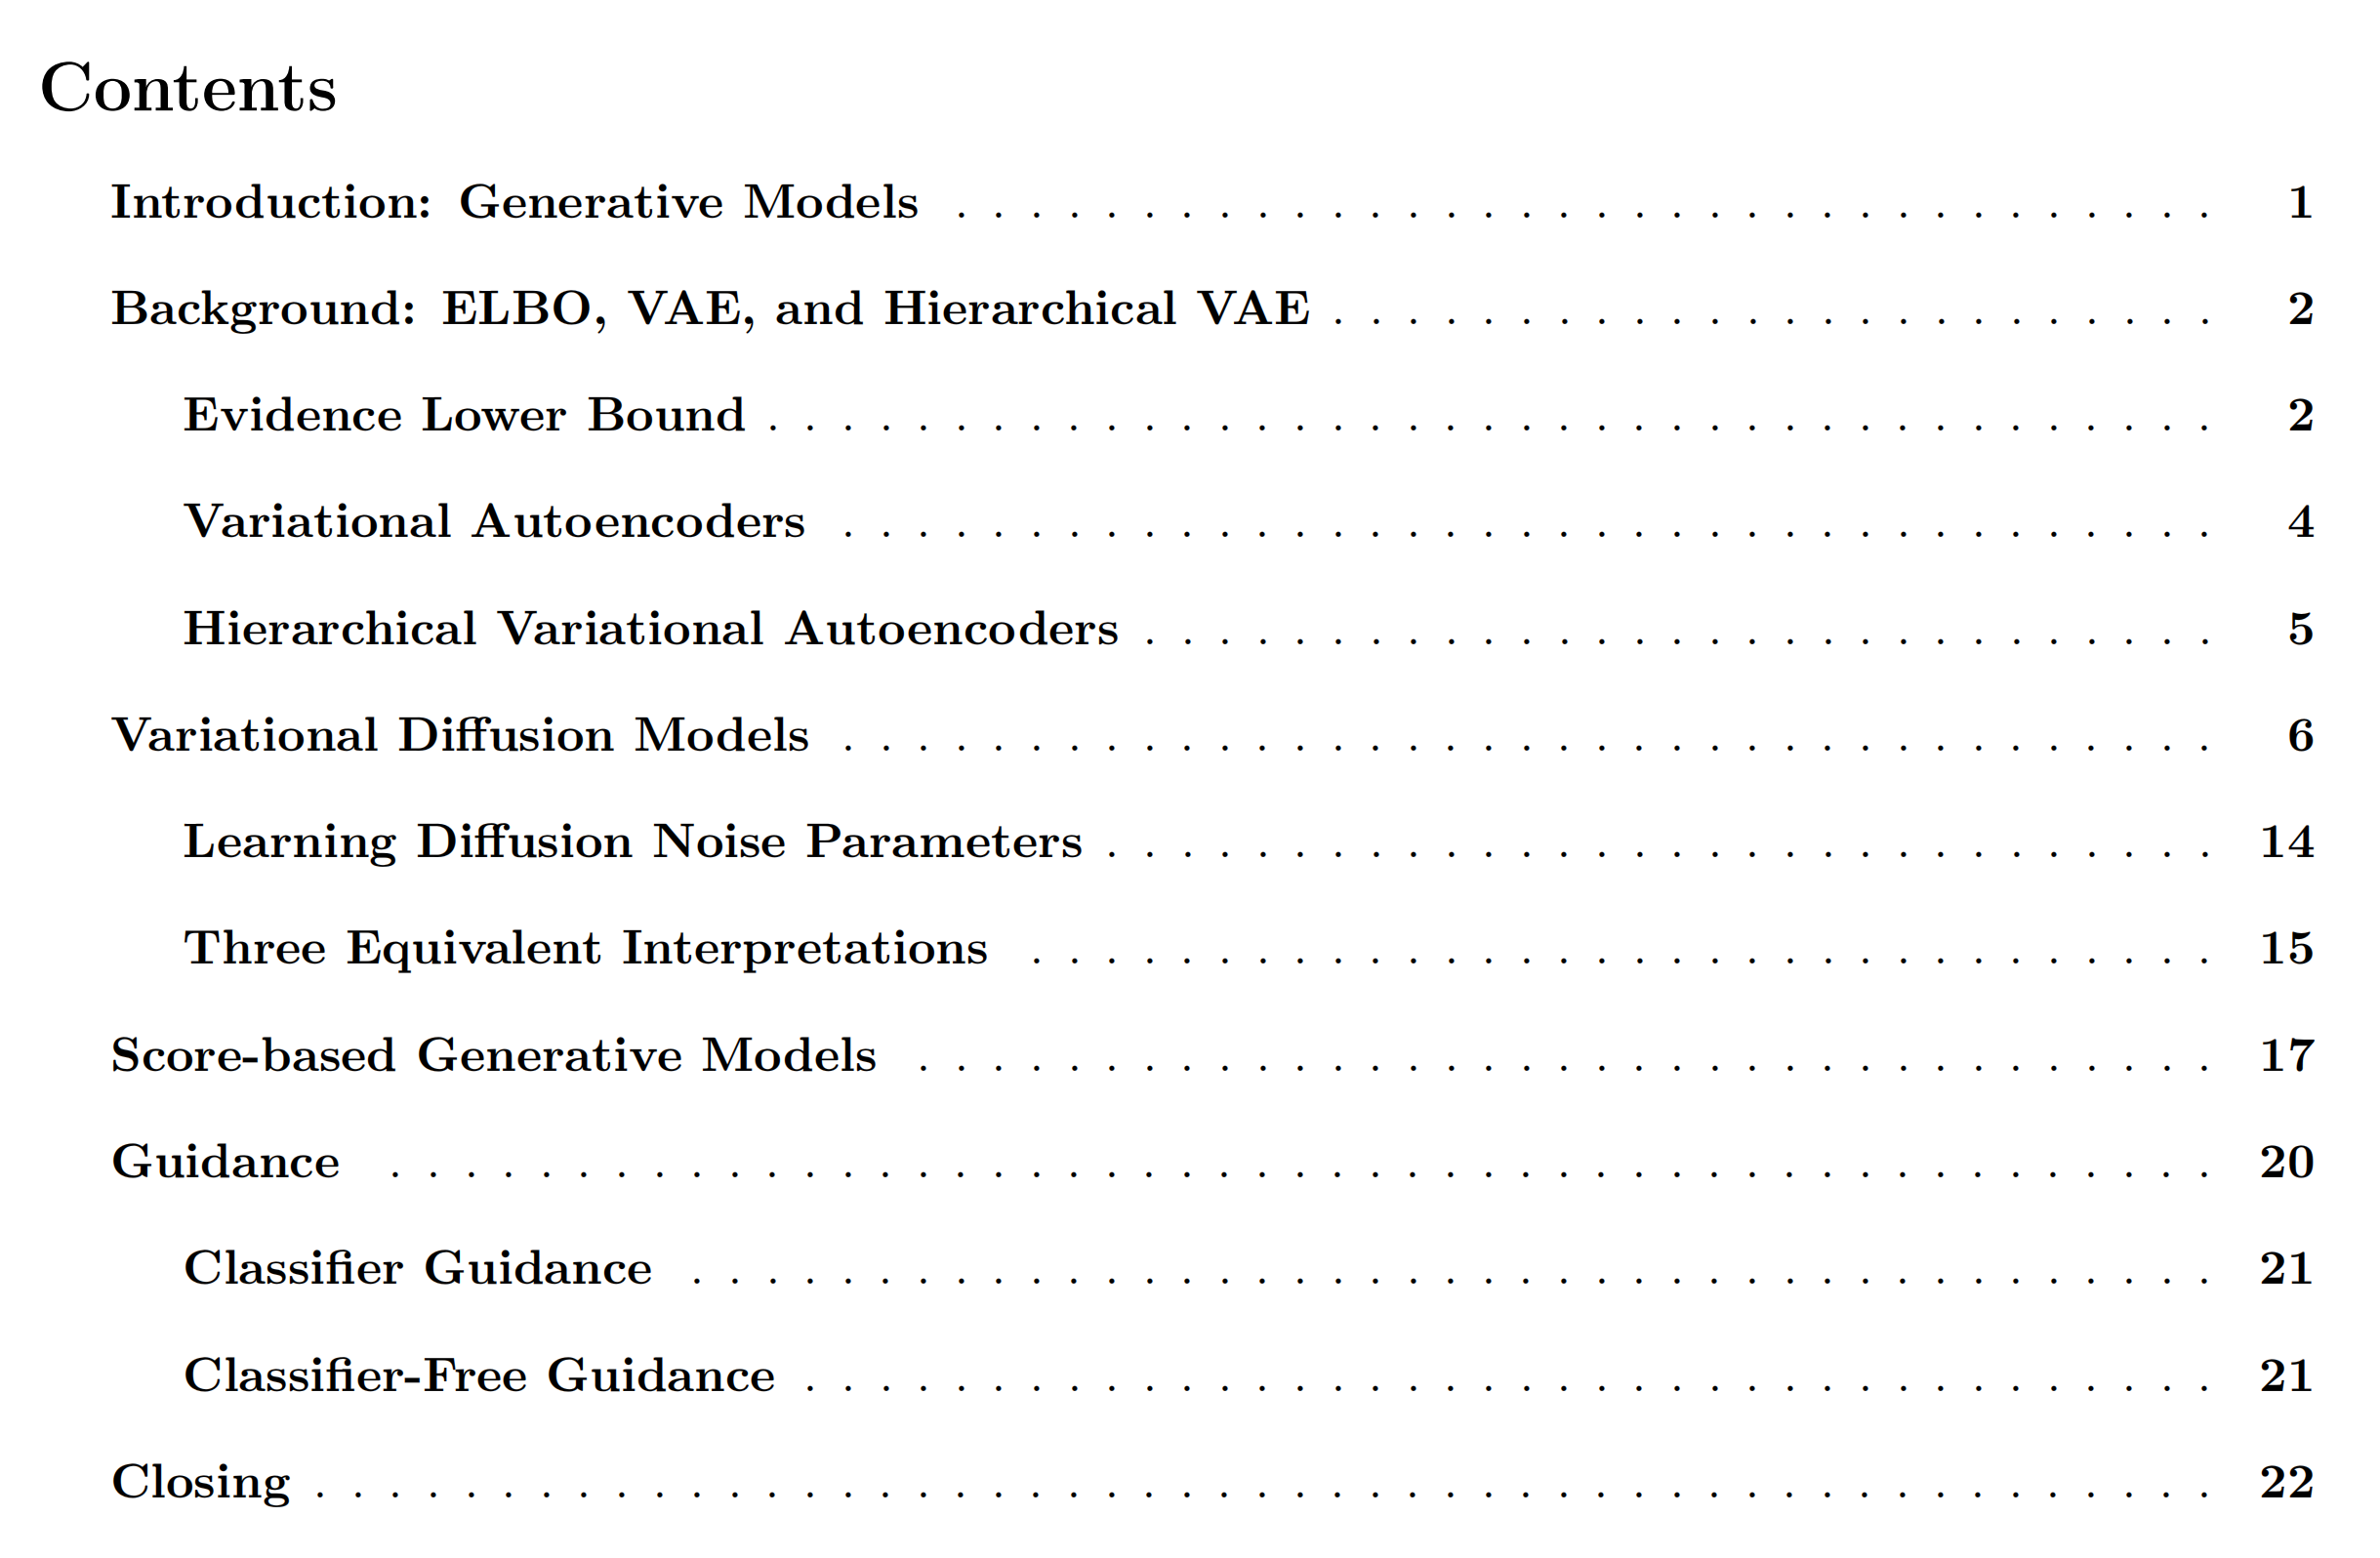 Contents
Introduction: Generative Models . . . . . . . . . . . . . . . . . . . . . . . . . . . . . . . . . . 1
Background: ELBO, VAE, and Hierarchical VAE . . . . . . . . . . . . . . . . . . . . . . . . 2
Evidence Lower Bound . . . . . . . . . . . . . . . . . . . . . . . . . . . . . . . . . . . . . . . 2
Variational Autoencoders . . . . . . . . . . . . . . . . . . . . . . . . . . . . . . . . . . . . . 4
Hierarchical Variational Autoencoders . . . . . . . . . . . . . . . . . . . . . . . . . . . . . 5
Variational Diffusion Models . . . . . . . . . . . . . . . . . . . . . . . . . . . . . . . . . . . . . 6
Learning Diffusion Noise Parameters . . . . . . . . . . . . . . . . . . . . . . . . . . . . . . 14
Three Equivalent Interpretations . . . . . . . . . . . . . . . . . . . . . . . . . . . . . . . . 15
Score-based Generative Models . . . . . . . . . . . . . . . . . . . . . . . . . . . . . . . . . . . 17
Guidance . . . . . . . . . . . . . . . . . . . . . . . . . . . . . . . . . . . . . . . . . . . . . . . . . 20
Classifier Guidance . . . . . . . . . . . . . . . . . . . . . . . . . . . . . . . . . . . . . . . . . 21
Classifier-Free Guidance . . . . . . . . . . . . . . . . . . . . . . . . . . . . . . . . . . . . . . 21
Closing . . . . . . . . . . . . . . . . . . . . . . . . . . . . . . . . . . . . . . . . . . . . . . . . . . . 22